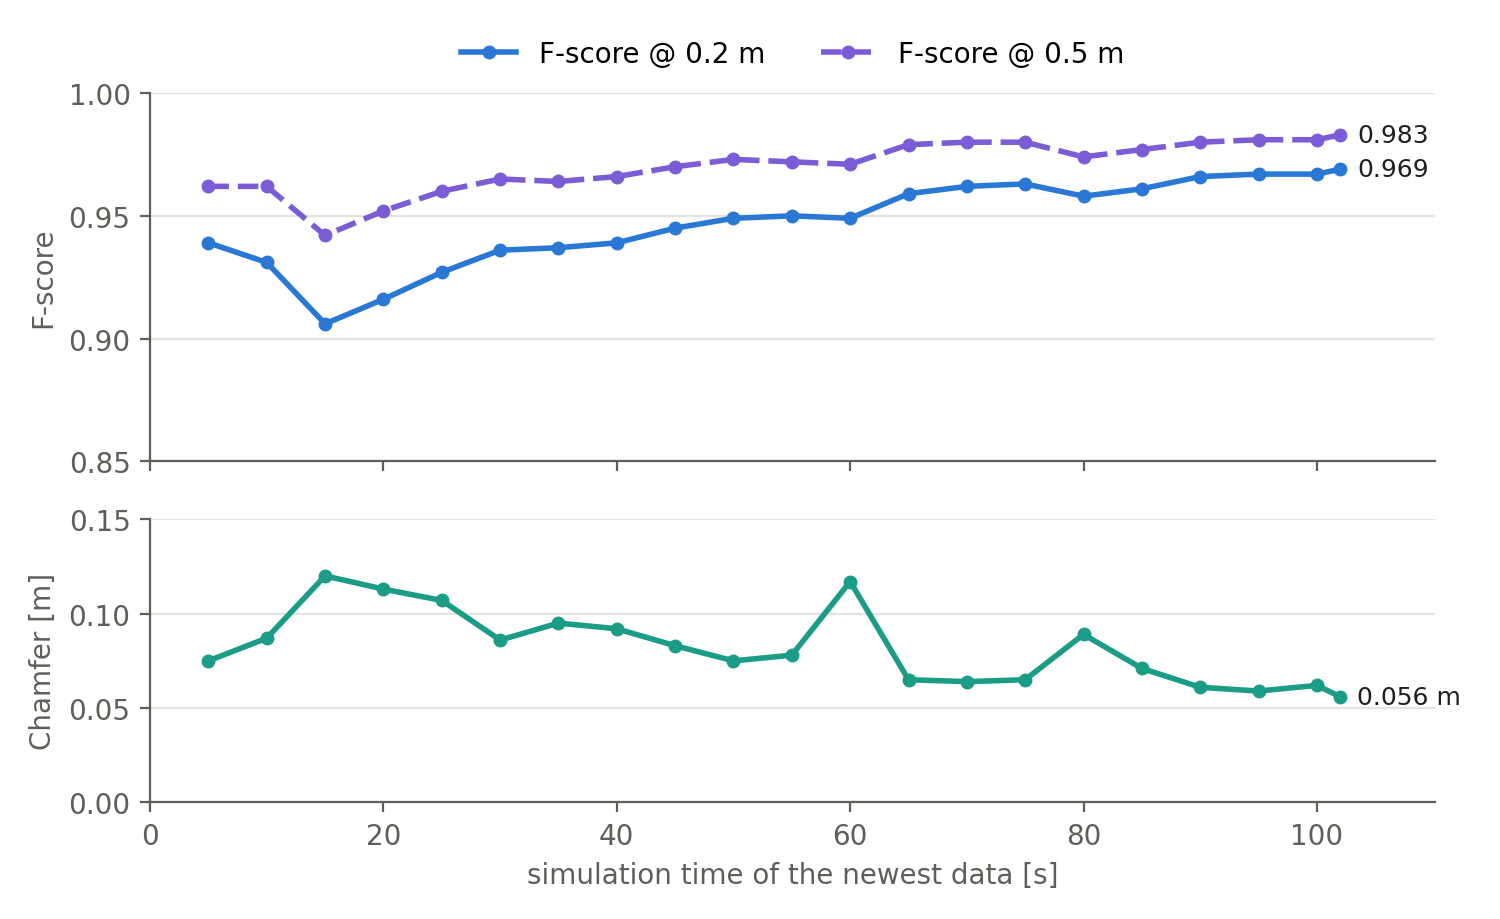 F-score @ 0.2 m F-score @ 0.5 m
1.00
0.95
0.90
0.85
F-score
0.983
0.969
0.15
0.10
0.05
0.00
Chamfer [m]
0.056 m
0 20 40 60 80 100
simulation time of the newest data [s]